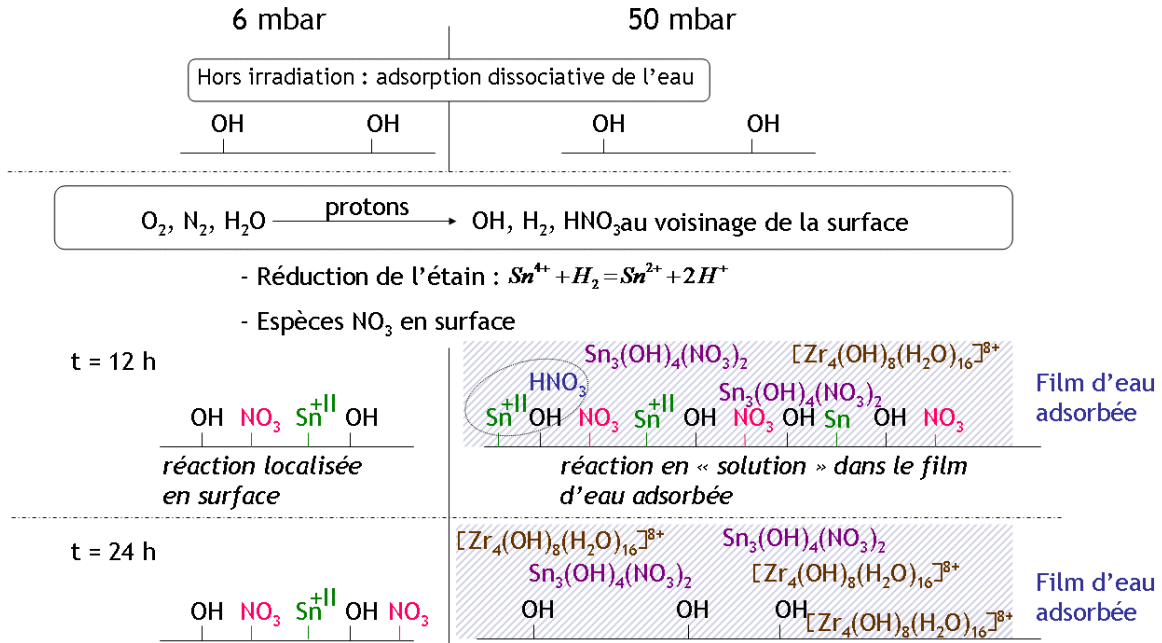 6 mbar
50 mbar
Hors irradiation : adsorption dissociative de l'eau
OH OH OH OH
O₂, N₂, H₂O protons OH, H₂, HNO₃au voisinage de la surface
- Réduction de l'étain : Sn⁴⁺ + H₂ = Sn²⁺ + 2H⁺
- Espèces NO₃ en surface
t = 12 h
OH NO₃ Sn⁺ᴵᴵ OH
réaction localisée
en surface
Sn₃(OH)₄(NO₃)₂ [Zr₄(OH)₈(H₂O)₁₆]⁸⁺
HNO₃ Sn₃(OH)₄(NO₃)₂
Sn⁺ᴵᴵ OH NO₃ Sn⁺ᴵᴵ OH NO₃ OH Sn OH NO₃
Film d'eau
adsorbée
réaction en « solution » dans le film
d'eau adsorbée
t = 24 h
OH NO₃ Sn⁺ᴵᴵ OH NO₃
[Zr₄(OH)₈(H₂O)₁₆]⁸⁺ Sn₃(OH)₄(NO₃)₂
Sn₃(OH)₄(NO₃)₂ [Zr₄(OH)₈(H₂O)₁₆]⁸⁺
OH OH OH [Zr₄(OH)₈(H₂O)₁₆]⁸⁺
Film d'eau
adsorbée